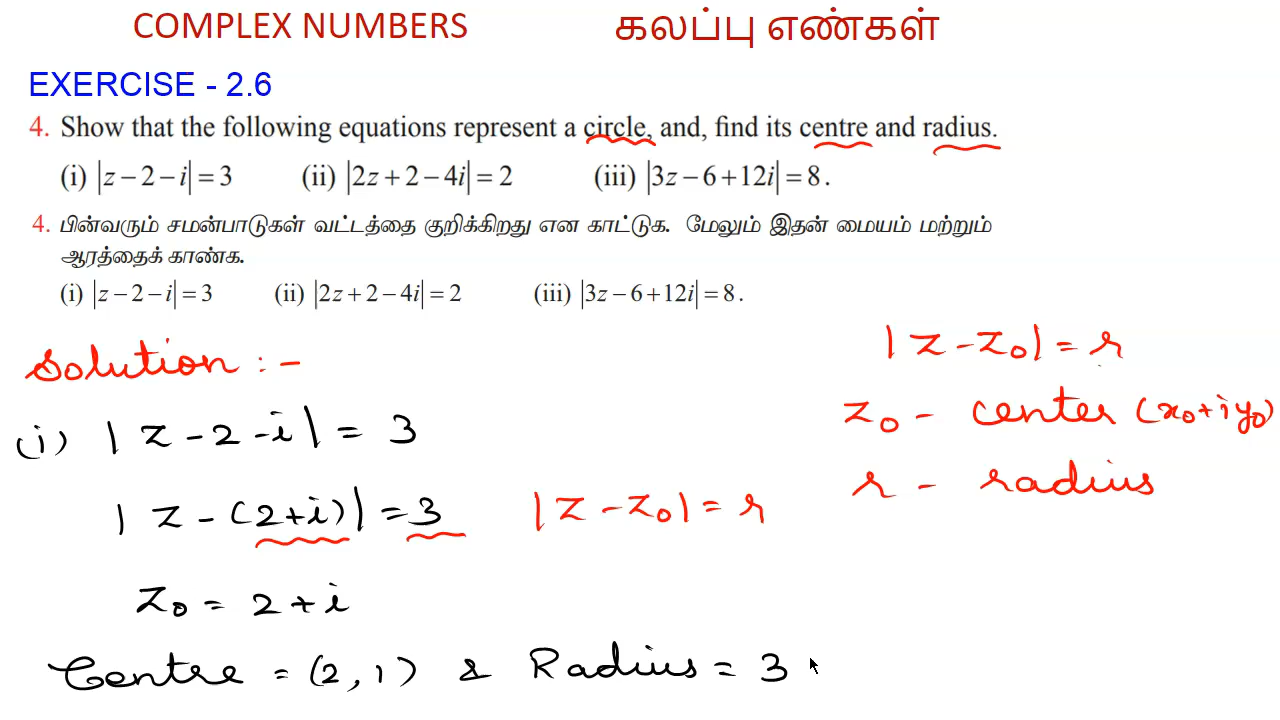 COMPLEX NUMBERS கலப்பு எண்கள்
EXERCISE - 2.6
4. Show that the following equations represent a circle, and, find its centre and radius.
(i) |z − 2 − i| = 3 (ii) |2z + 2 − 4i| = 2 (iii) |3z − 6 + 12i| = 8.
4. பின்வரும் சமன்பாடுகள் வட்டத்தை குறிக்கிறது என காட்டுக. மேலும் இதன் மையம் மற்றும்
ஆரத்தைக் காண்க.
(i) |z − 2 − i| = 3 (ii) |2z + 2 − 4i| = 2 (iii) |3z − 6 + 12i| = 8.
Solution :-
|z − z₀| = r
z₀ - center (x₀+iy₀)
r - radius
(i) |z − 2 − i| = 3
|z − (2+i)| = 3 |z − z₀| = r
z₀ = 2 + i
Centre = (2, 1) & Radius = 3